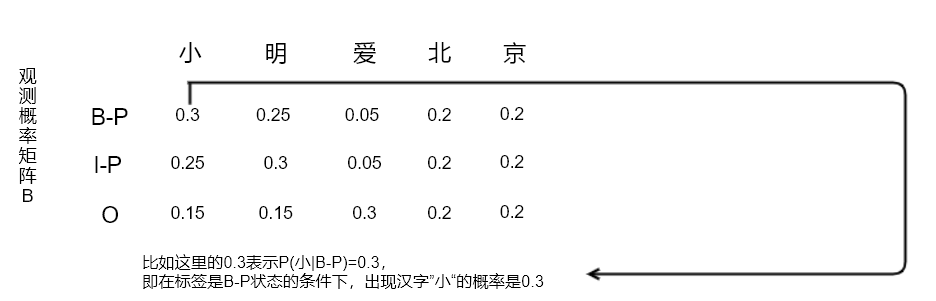 小 明 爱 北 京
观测概率矩阵B
B-P 0.3 0.25 0.05 0.2 0.2
I-P 0.25 0.3 0.05 0.2 0.2
O 0.15 0.15 0.3 0.2 0.2
比如这里的0.3表示P(小|B-P)=0.3，
即在标签是B-P状态的条件下，出现汉字”小“的概率是0.3